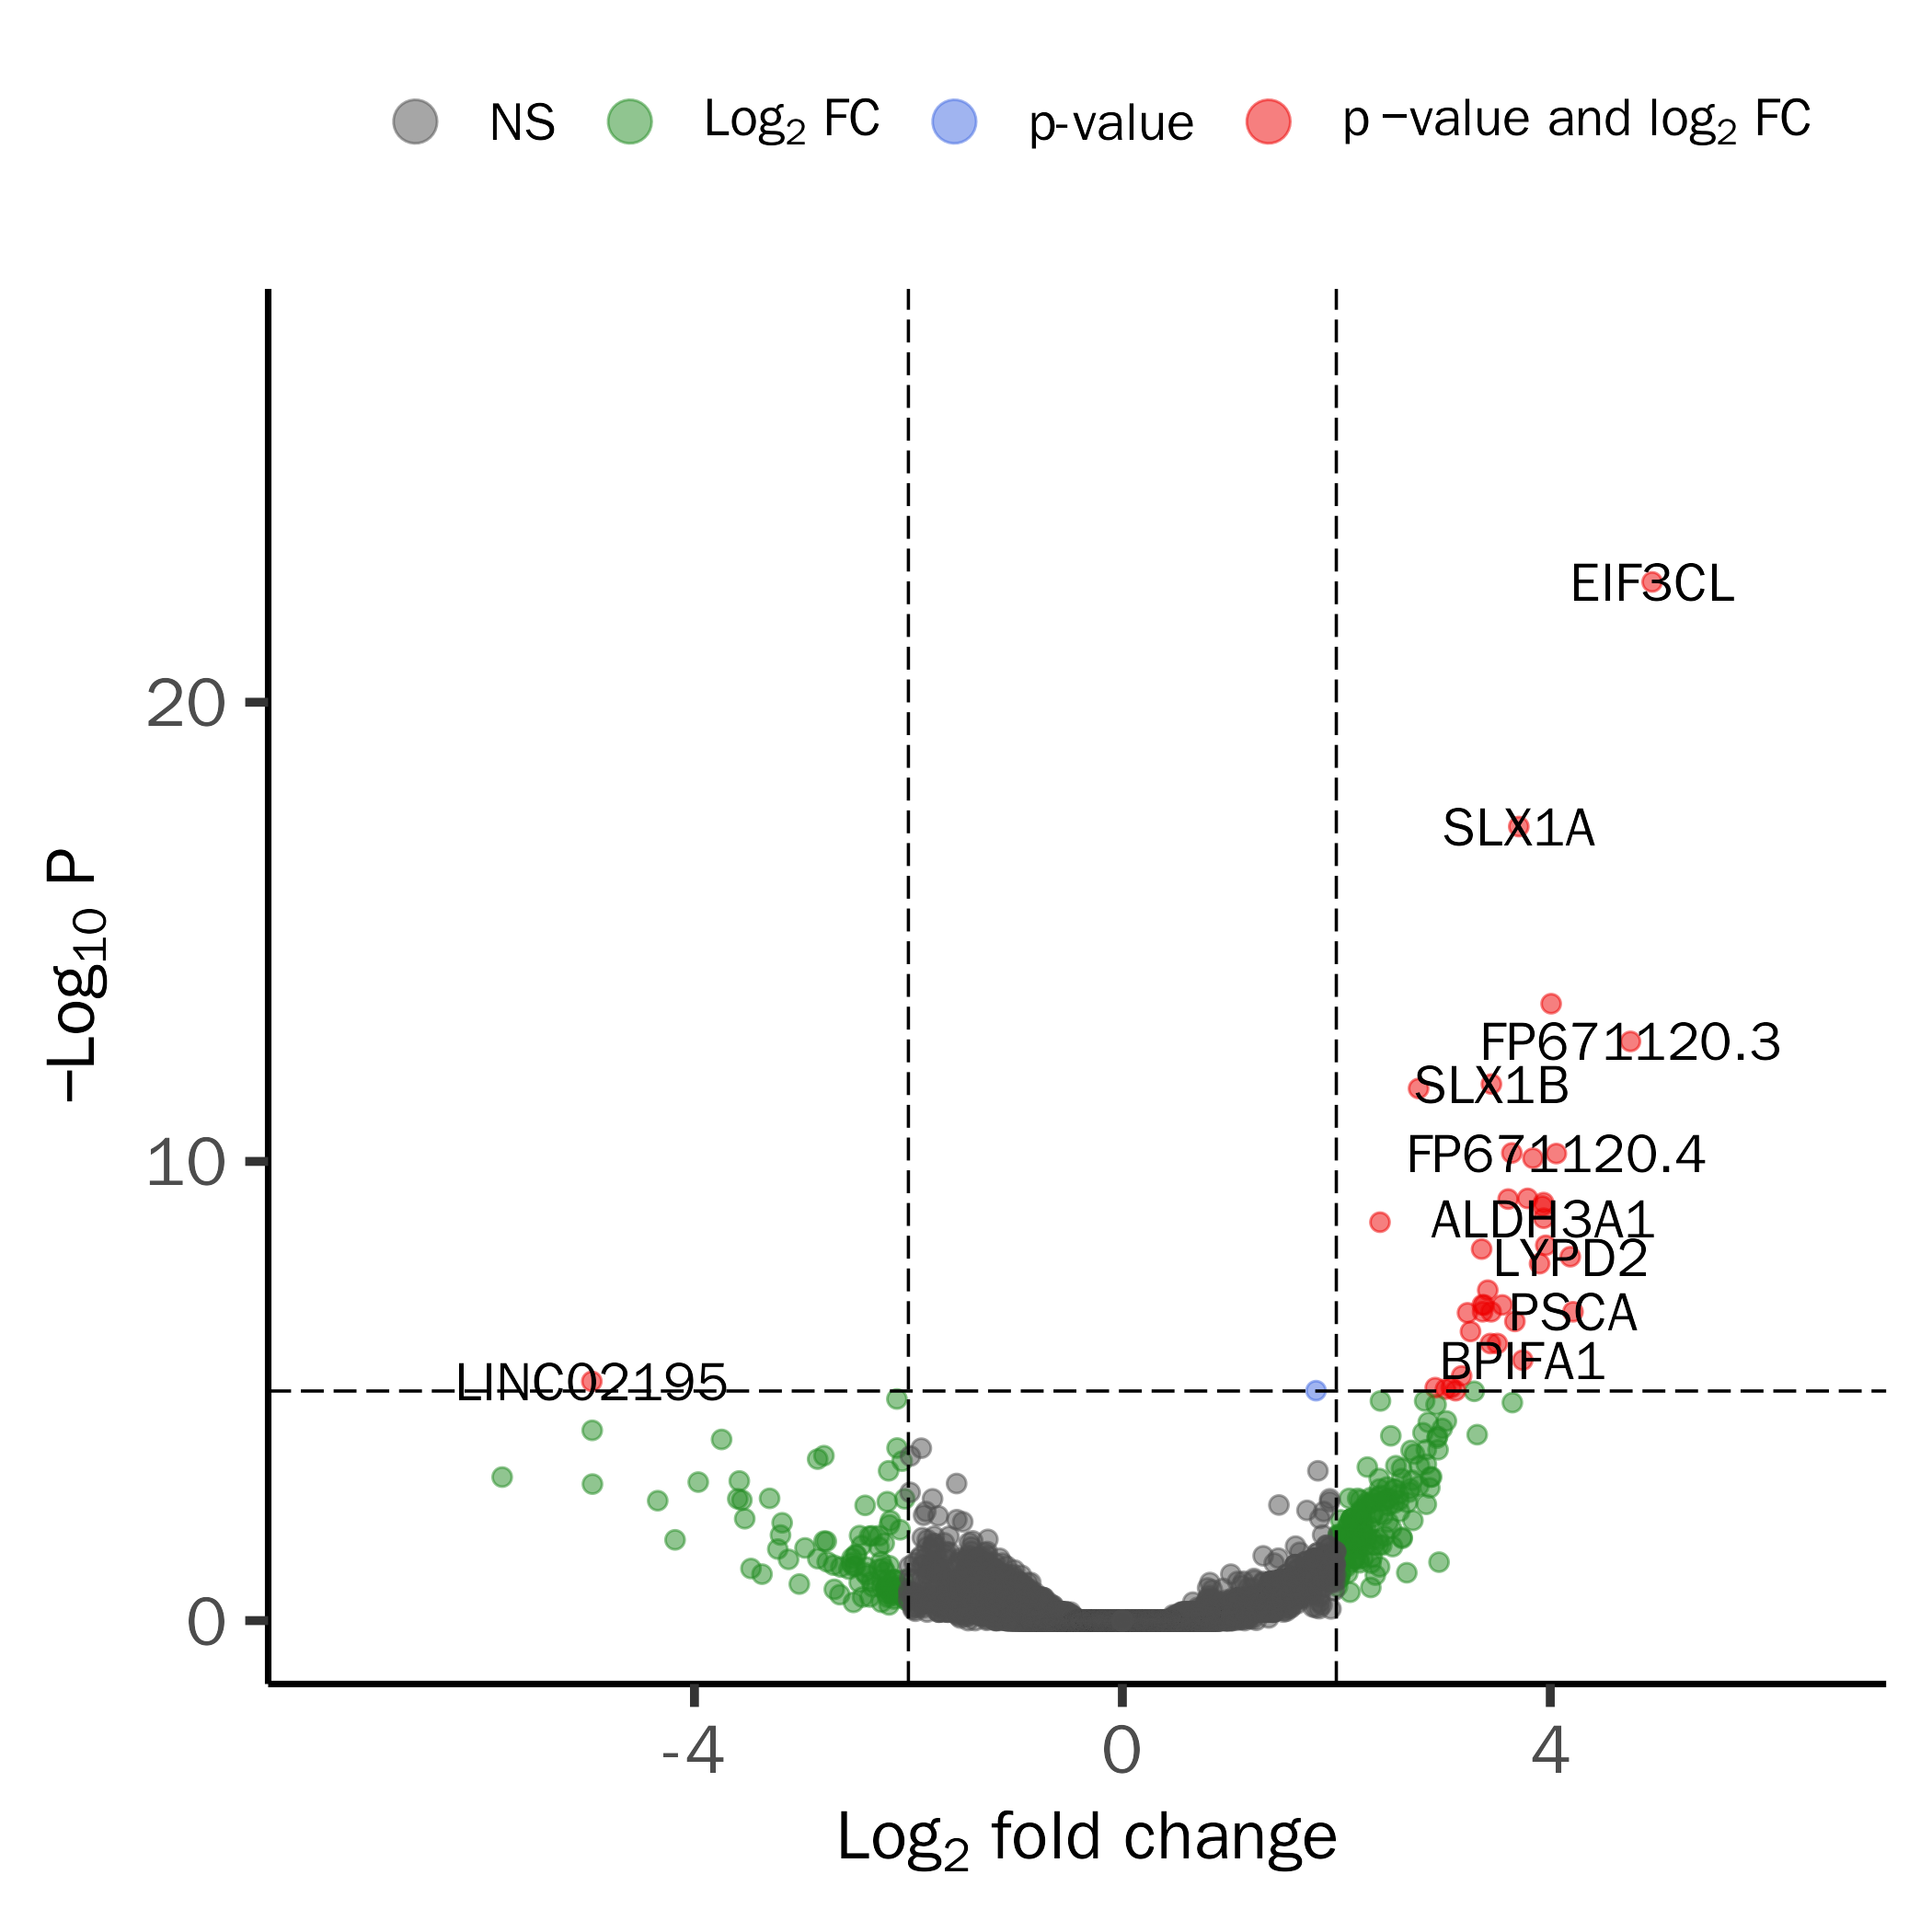 NS Log₂ FC p-value p −value and log₂ FC
EIF3CL
20
SLX1A
−Log₁₀ P
FP671120.3
SLX1B
10
FP671120.4
ALDH3A1
LYPD2
PSCA
BPIFA1
LINC02195
0
-4 0 4
Log₂ fold change